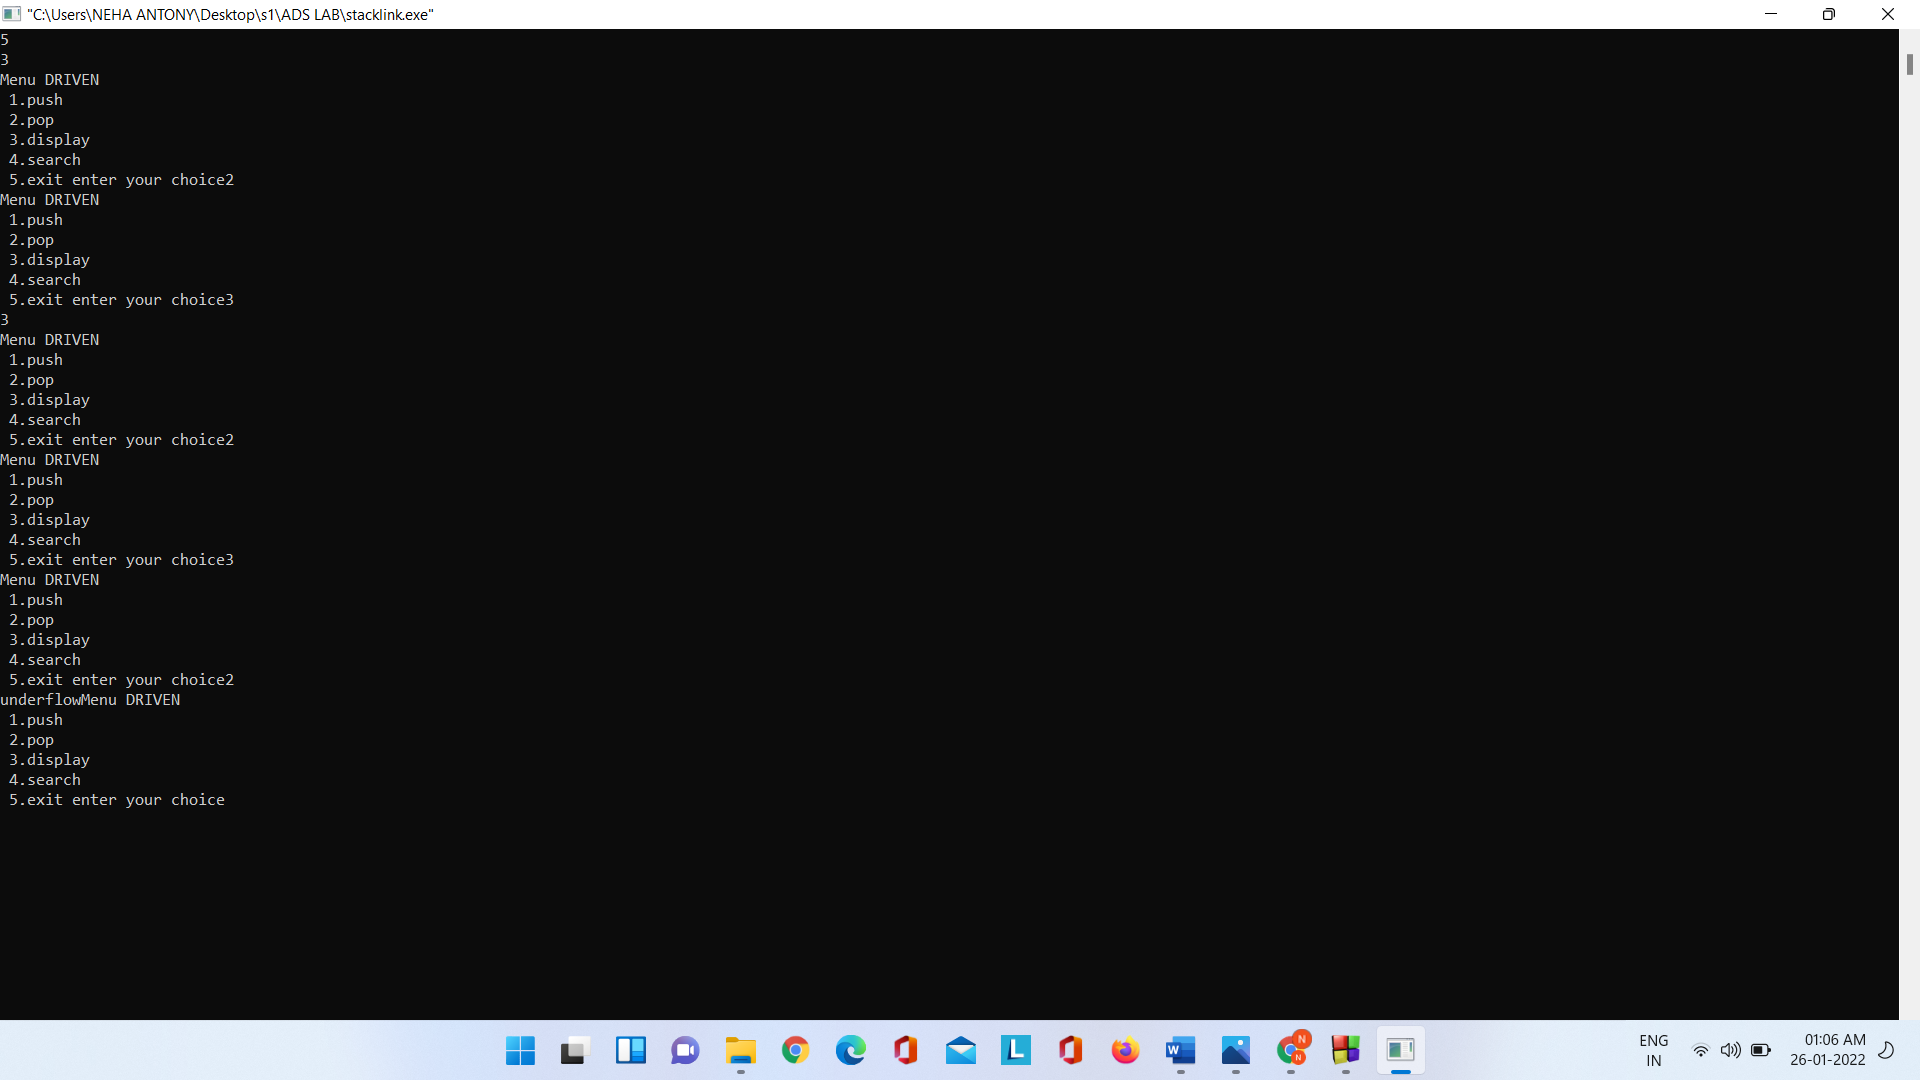 "C:\Users\NEHA ANTONY\Desktop\s1\ADS LAB\stacklink.exe"
5
3
Menu DRIVEN
 1.push
 2.pop
 3.display
 4.search
 5.exit enter your choice2
Menu DRIVEN
 1.push
 2.pop
 3.display
 4.search
 5.exit enter your choice3
3
Menu DRIVEN
 1.push
 2.pop
 3.display
 4.search
 5.exit enter your choice2
Menu DRIVEN
 1.push
 2.pop
 3.display
 4.search
 5.exit enter your choice3
Menu DRIVEN
 1.push
 2.pop
 3.display
 4.search
 5.exit enter your choice2
underflowMenu DRIVEN
 1.push
 2.pop
 3.display
 4.search
 5.exit enter your choice
L
W
N
N
ENG
IN
01:06 AM
26-01-2022